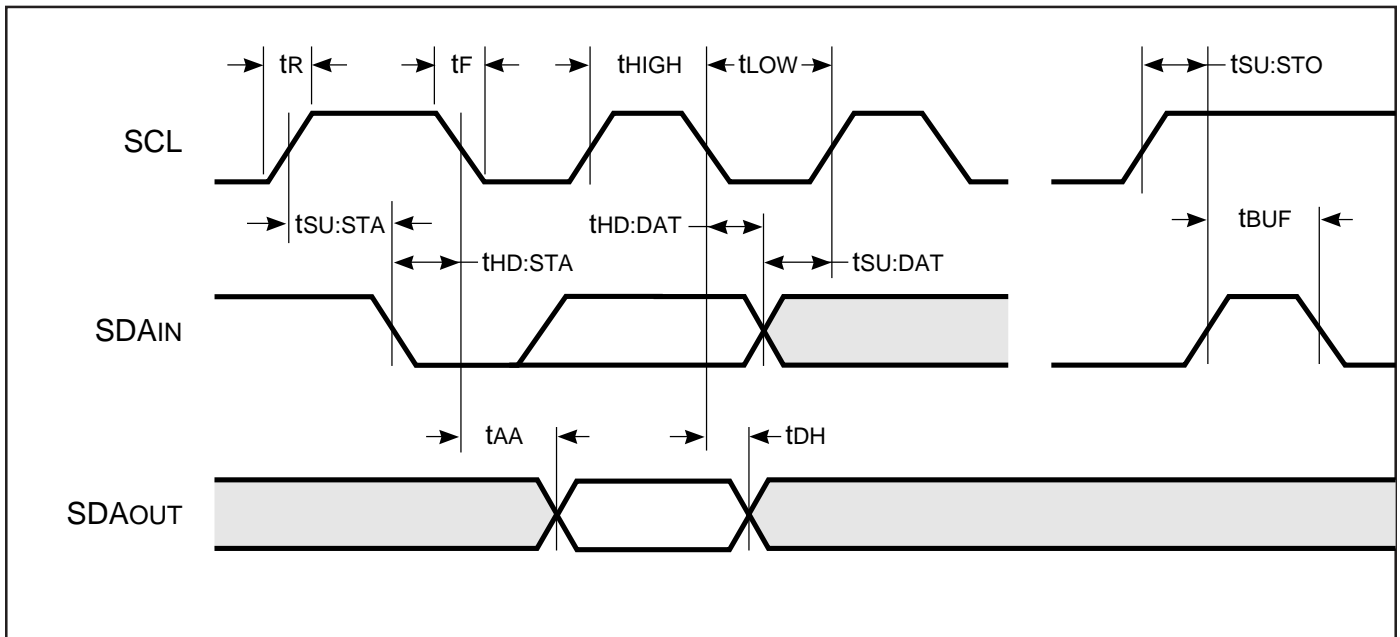 tR tF tHIGH tLOW tSU:STO
SCL
tSU:STA tHD:DAT tBUF
tHD:STA tSU:DAT
SDAIN
tAA tDH
SDAOUT